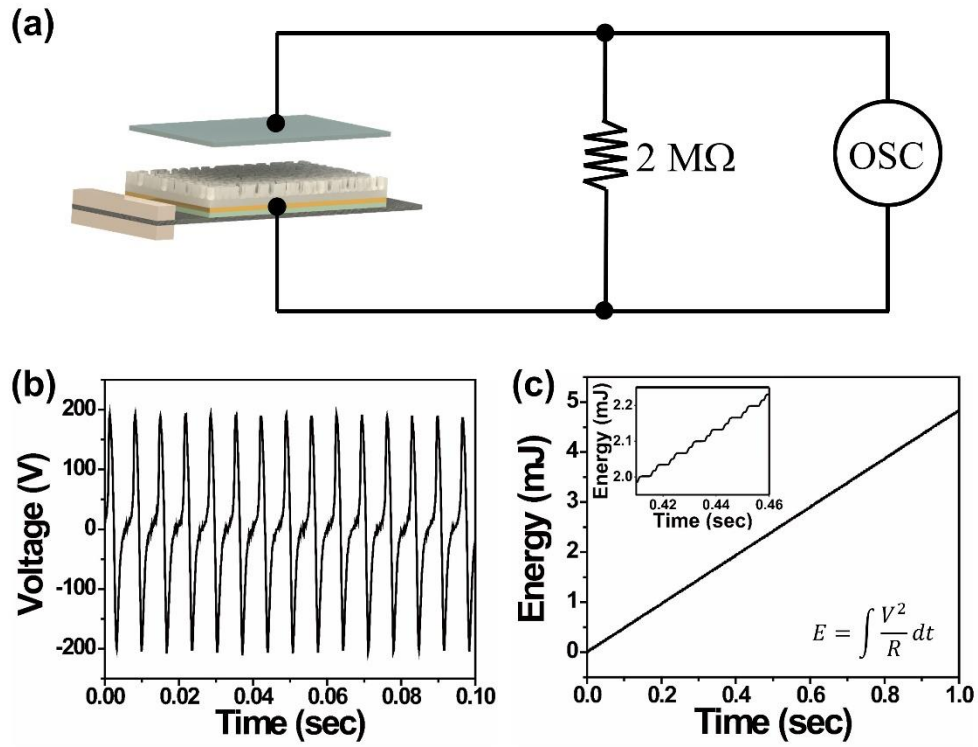 (a)
2 MΩ
OSC
(b)
Voltage (V)
200
100
0
-100
-200
0.00 0.02 0.04 0.06 0.08 0.10
Time (sec)
(c)
Energy (mJ)
5
4
3
2
1
0
0.0 0.2 0.4 0.6 0.8 1.0
Time (sec)
Energy (mJ)
2.2
2.1
2.0
0.42 0.44 0.46
Time (sec)
E = ∫ V²/R dt